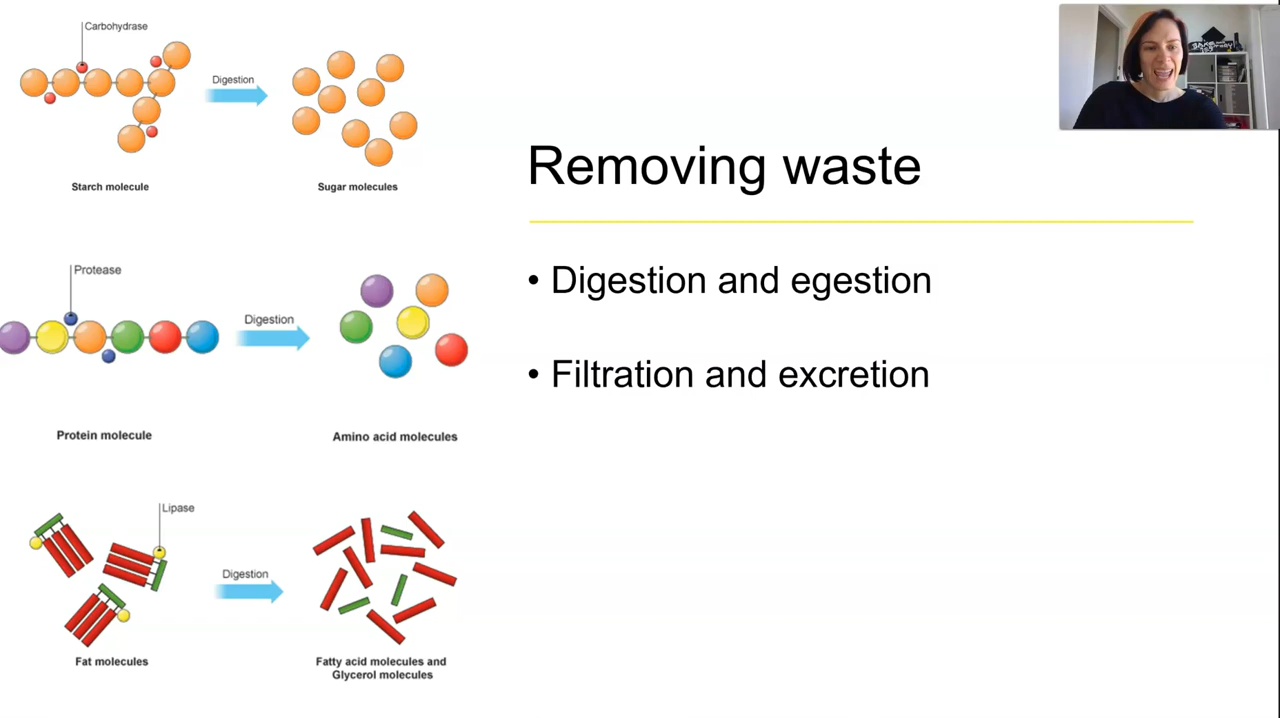 Carbohydrase
Digestion
Starch molecule
Sugar molecules
Protease
Digestion
Protein molecule
Amino acid molecules
Lipase
Digestion
Fat molecules
Fatty acid molecules and
Glycerol molecules
Removing waste
• Digestion and egestion
• Filtration and excretion